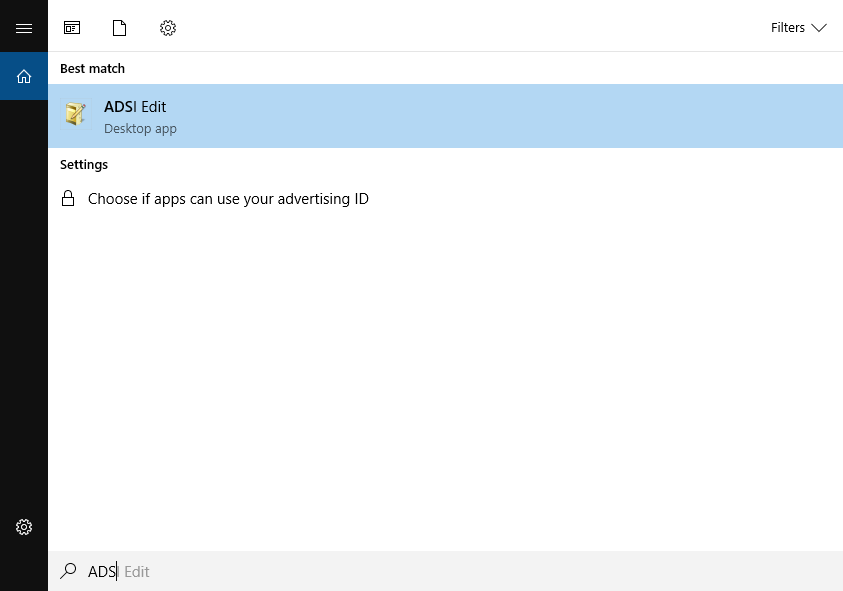 Filters
Best match
ADSI Edit
Desktop app
Settings
Choose if apps can use your advertising ID
ADSI Edit